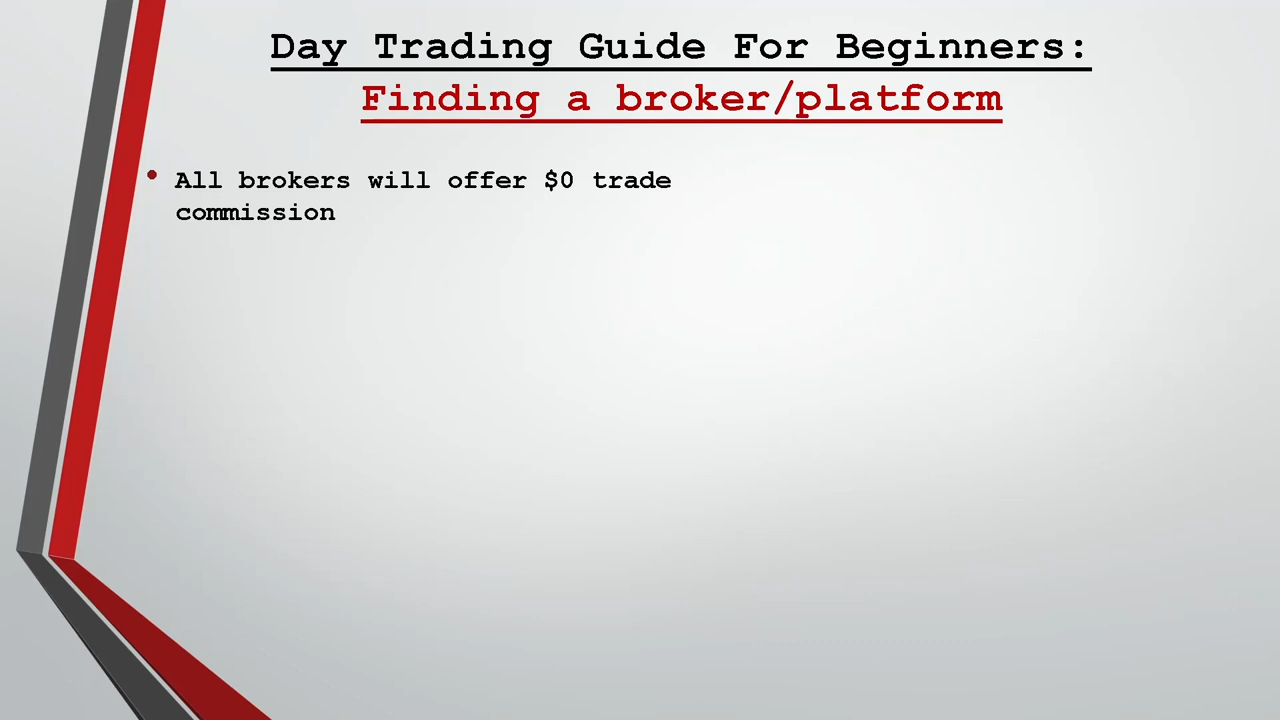 Day Trading Guide For Beginners:
Finding a broker/platform
• All brokers will offer $0 trade
commission